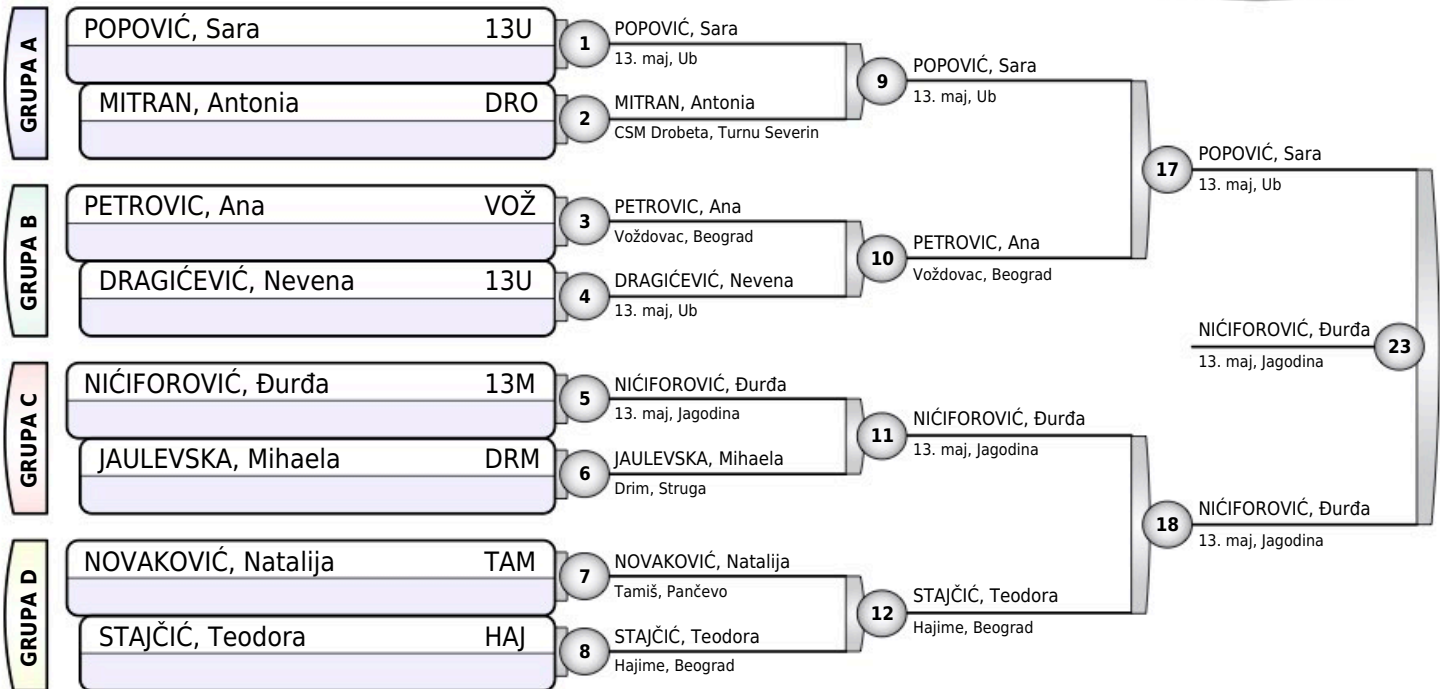 GRUPA A
POPOVIĆ, Sara 13U
MITRAN, Antonia DRO
GRUPA B
PETROVIC, Ana VOŽ
DRAGIĆEVIĆ, Nevena 13U
GRUPA C
NIĆIFOROVIĆ, Đurđa 13M
JAULEVSKA, Mihaela DRM
GRUPA D
NOVAKOVIĆ, Natalija TAM
STAJČIĆ, Teodora HAJ
1
POPOVIĆ, Sara
13. maj, Ub
2
MITRAN, Antonia
CSM Drobeta, Turnu Severin
3
PETROVIC, Ana
Voždovac, Beograd
4
DRAGIĆEVIĆ, Nevena
13. maj, Ub
5
NIĆIFOROVIĆ, Đurđa
13. maj, Jagodina
6
JAULEVSKA, Mihaela
Drim, Struga
7
NOVAKOVIĆ, Natalija
Tamiš, Pančevo
8
STAJČIĆ, Teodora
Hajime, Beograd
9
POPOVIĆ, Sara
13. maj, Ub
10
PETROVIC, Ana
Voždovac, Beograd
11
NIĆIFOROVIĆ, Đurđa
13. maj, Jagodina
12
STAJČIĆ, Teodora
Hajime, Beograd
17
POPOVIĆ, Sara
13. maj, Ub
18
NIĆIFOROVIĆ, Đurđa
13. maj, Jagodina
NIĆIFOROVIĆ, Đurđa
13. maj, Jagodina
23